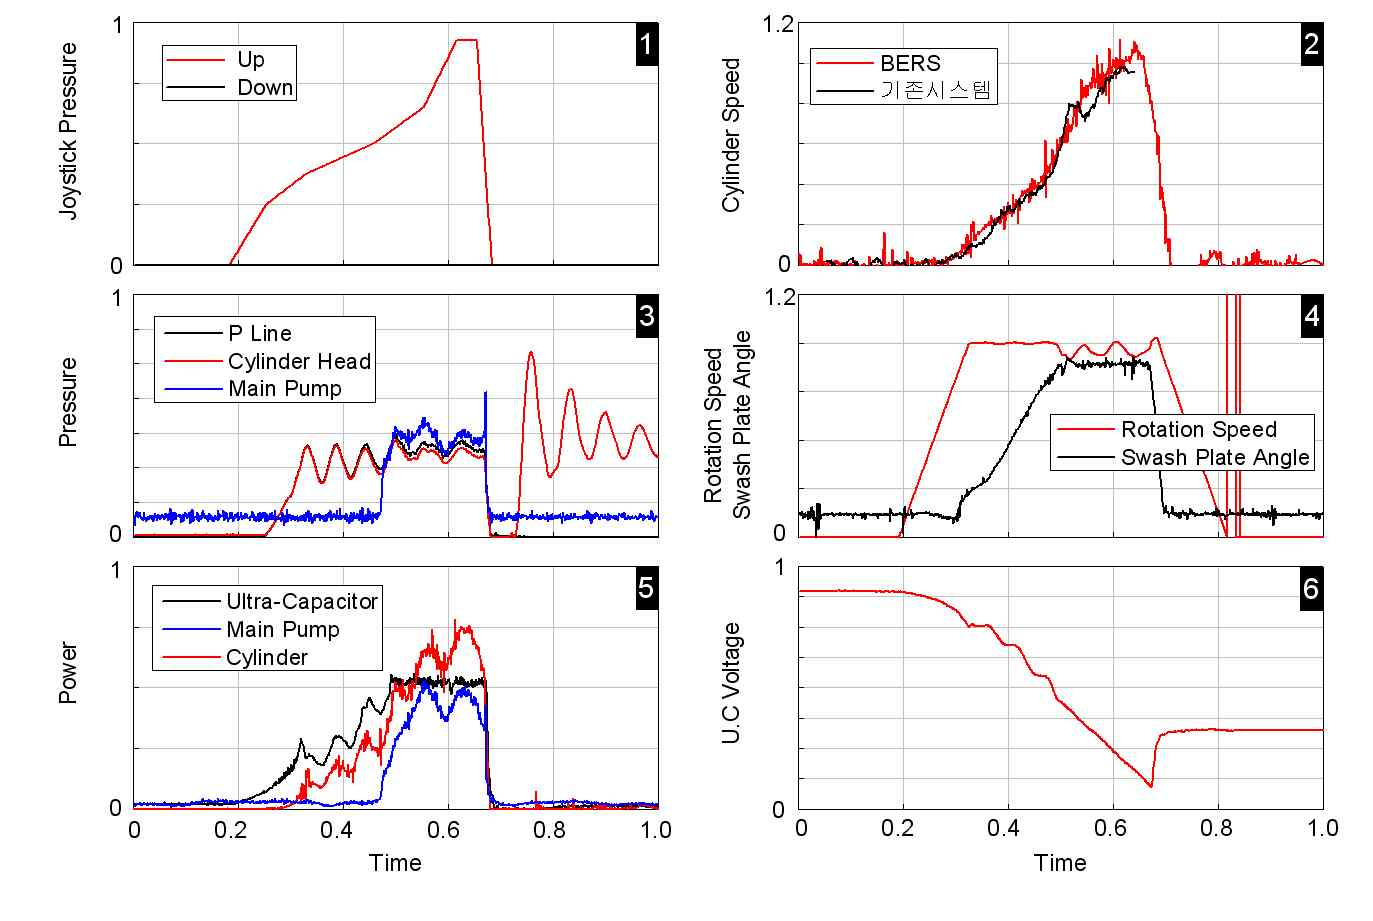 1
Joystick Pressure
1
0
Up
Down
2
Cylinder Speed
1.2
0
BERS
기존시스템
3
Pressure
1
0
P Line
Cylinder Head
Main Pump
4
Rotation Speed
Swash Plate Angle
1.2
0
Rotation Speed
Swash Plate Angle
5
Power
1
0
Ultra-Capacitor
Main Pump
Cylinder
0 0.2 0.4 0.6 0.8 1.0
Time
6
U.C Voltage
1
0
0 0.2 0.4 0.6 0.8 1.0
Time